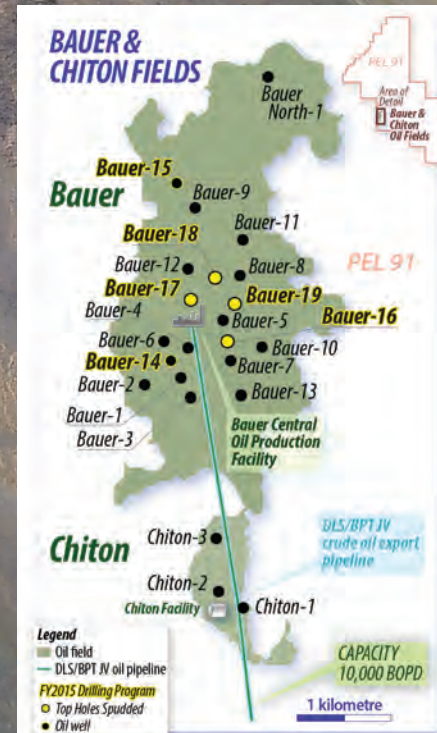 BAUER &
CHITON FIELDS
PEL 91
Area of
Detail
Bauer &
Chiton
Oil Fields
Bauer
North-1
Bauer-15
Bauer
Bauer-9
Bauer-18
Bauer-11
Bauer-12
Bauer-8
PEL 91
Bauer-17
Bauer-19
Bauer-4
Bauer-5
Bauer-16
Bauer-6
Bauer-10
Bauer-14
Bauer-7
Bauer-2
Bauer-13
Bauer-1
Bauer-3
Bauer Central
Oil Production
Facility
DLS/BPT JV
crude oil export
pipeline
Chiton
Chiton-3
Chiton-2
Chiton Facility
Chiton-1
Legend
Oil field
DLS/BPT JV oil pipeline
FY2015 Drilling Program
Top Holes Spudded
Oil well
CAPACITY
10,000 BOPD
1 kilometre